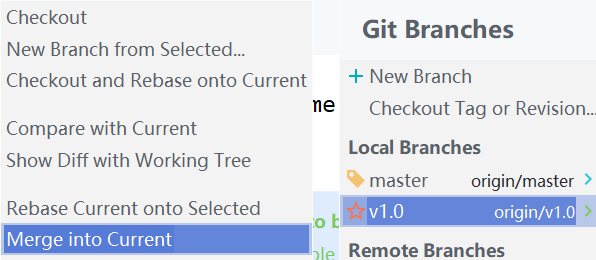 Checkout
New Branch from Selected...
Checkout and Rebase onto Current
Compare with Current
Show Diff with Working Tree
Rebase Current onto Selected
Merge into Current
Git Branches
New Branch
Checkout Tag or Revision...
Local Branches
master origin/master
v1.0 origin/v1.0
Remote Branches